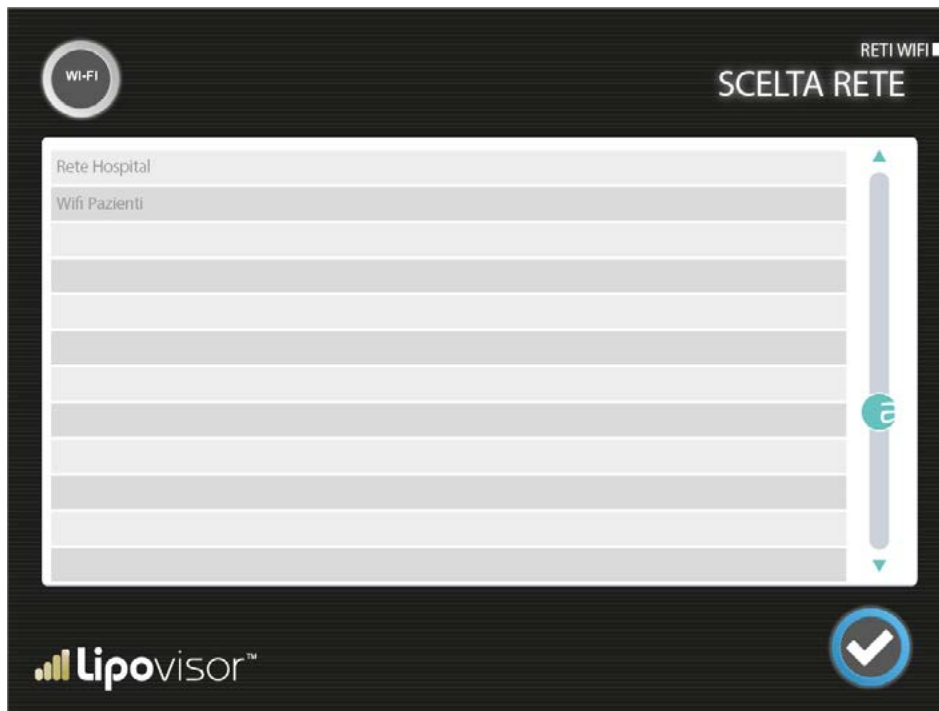 WI-FI
RETI WIFI
SCELTA RETE
Rete Hospital
Wifi Pazienti
a
Lipovisor™